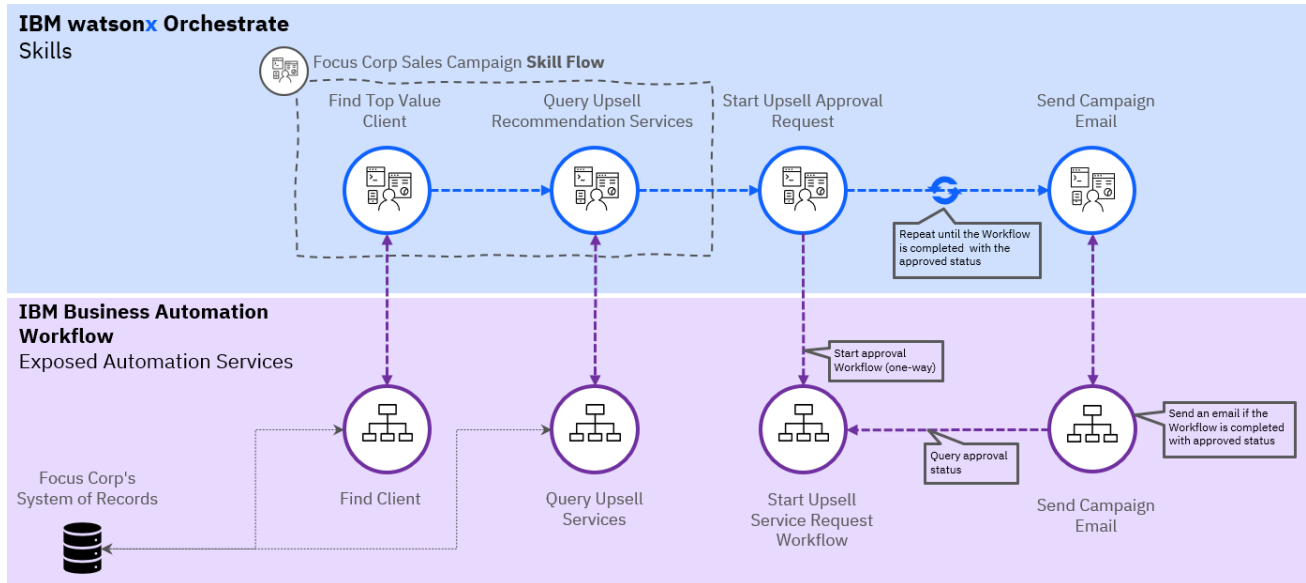 IBM watsonx Orchestrate
Skills
Focus Corp Sales Campaign Skill Flow
Find Top Value
Client
Query Upsell
Recommendation Services
Start Upsell Approval
Request
Send Campaign
Email
Repeat until the Workflow
is completed with the
approved status
IBM Business Automation
Workflow
Exposed Automation Services
Start approval
Workflow (one-way)
Send an email if the
Workflow is completed
with approved status
Query approval
status
Focus Corp's
System of Records
Find Client
Query Upsell
Services
Start Upsell
Service Request
Workflow
Send Campaign
Email